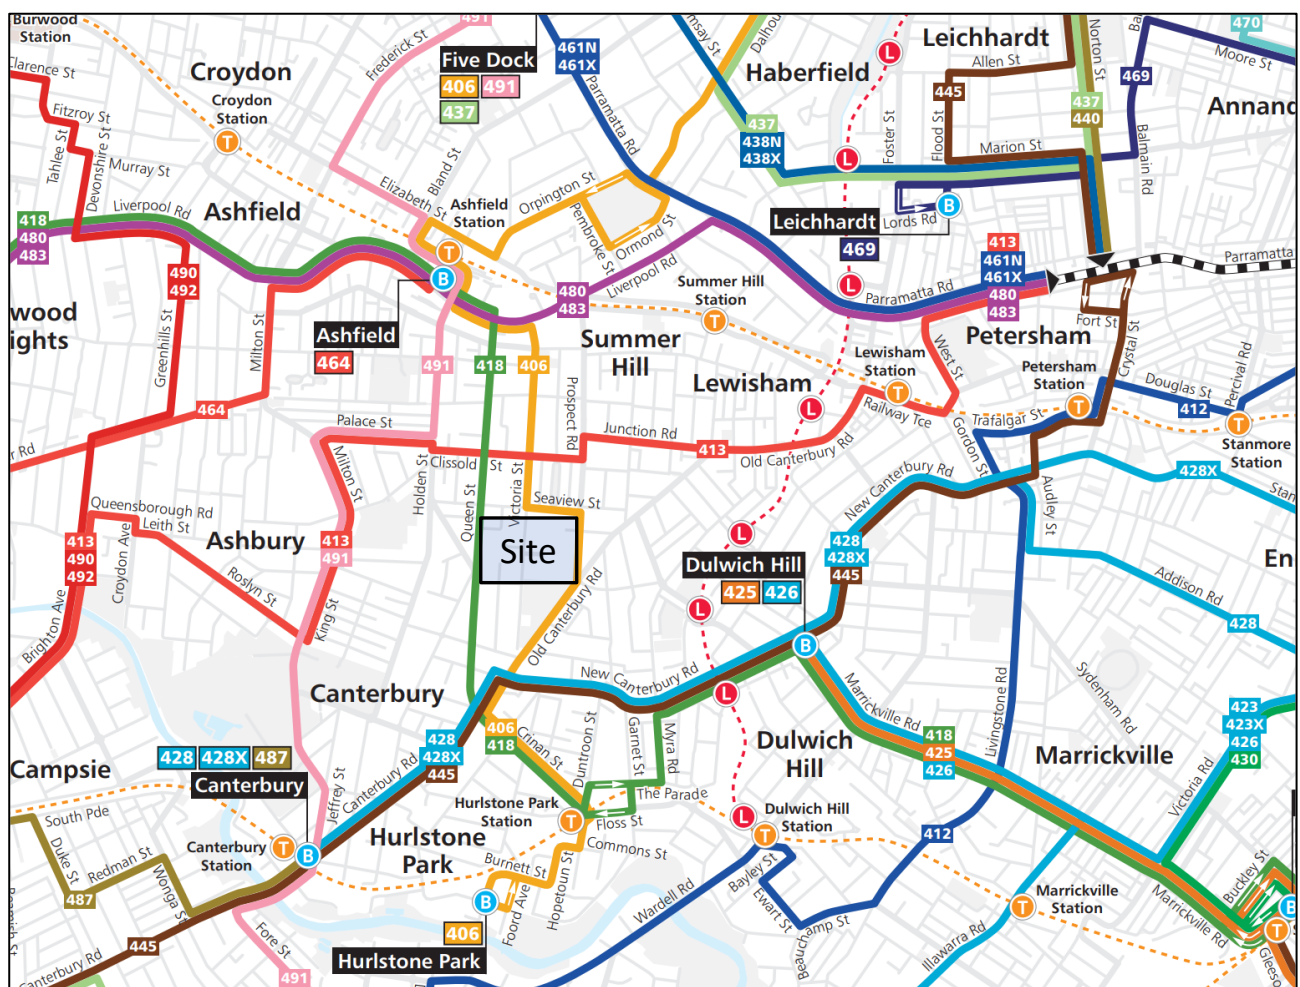 Burwood
Station
491
Clarence St
Croydon
Frederick St
Five Dock
406 491
437
461N
461X
Parramatta Rd
Dalhou
Haberfield
Leichhardt
Allen St
Norton St
470
Moore St
469
Annand
Croydon
Station
Fitzroy St
Tahlee St
Devonshire St
Murray St
445
437
440
437
438N
438X
Foster St
Flood St
Marion St
Balmain Rd
Bland St
Elizabeth St
Ashfield
Station
Orpington St
Pembroke St
Ormond St
Liverpool Rd
Ashfield
418
480
483
Liverpool Rd
Leichhardt
469
Lords Rd
B
L
T
413
461N
461X
480
483
Parramatta
Parramatta Rd
490
492
Greenhills St
Milton St
Ashfield
464
480
483
Summer Hill
Station
Summer
Hill
wood
ights
Petersham
Fort St
Crystal St
West St
Lewisham
Station
Petersham
Station
Douglas St
Percival Rd
412
Stanmore
Station
491
418
406
Lewisham
Railway Tce
Trafalgar St
Gordon St
464
Palace St
Prospect Rd
Junction Rd
413
Old Canterbury Rd
r Rd
Clissold St
Milton St
Holden St
Queen St
Victoria St
Seaview St
New Canterbury Rd
428X
Stan
Audley St
Queensborough Rd
Leith St
Croydon Ave
Ashbury
413
490
492
413
491
Site
428
428X
445
Dulwich Hill
425 426
En
Addison Rd
428
Roslyn St
King St
Brighton Ave
Old Canterbury Rd
New Canterbury Rd
Canterbury
Marrickville Rd
Livingstone Rd
Sydenham Rd
423
423X
426
430
428 428X 487
Canterbury
428
428X
445
406
418
Crinan St
Duntroon St
Garnet St
Myra Rd
Dulwich
Hill
418
425
426
Marrickville
Victoria Rd
Campsie
South Pde
Jeffrey St
Canterbury Rd
Hurlstone Park
Station
The Parade
Floss St
Commons St
Dulwich Hill
Station
412
Duke St
Redman St
Wonga St
487
Canterbury
Station
Hurlstone
Park
Burnett St
Foord Ave
Hopetoun St
Bayley St
Ewart St
Beauchamp St
Wardell Rd
Marrickville
Station
Marrickville Rd
Buckley St
406
Hurlstone Park
445
Canterbury Rd
Fore St
491
Illawarra Rd
Gleeso